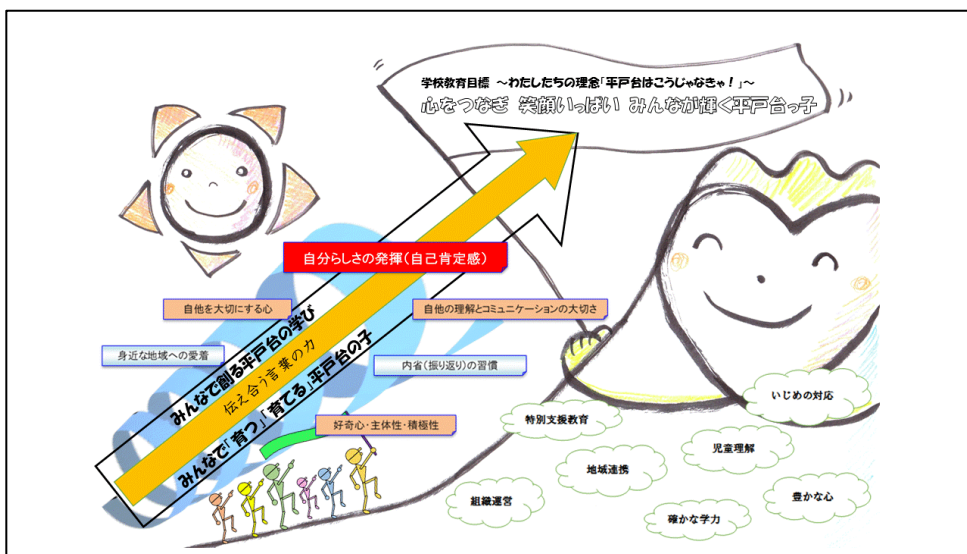 学校教育目標 ～わたしたちの理念「平戸台はこうじゃなきゃ！」～
心をつなぎ 笑顔いっぱい みんなが輝く平戸台っ子
自分らしさの発揮（自己肯定感）
自他を大切にする心
自他の理解とコミュニケーションの大切さ
身近な地域への愛着
内省（振り返り）の習慣
好奇心・主体性・積極性
みんなで創る平戸台の学び
伝え合う言葉の力
みんなで「育つ」「育てる」平戸台の子
いじめの対応
特別支援教育
児童理解
地域連携
組織運営
豊かな心
確かな学力